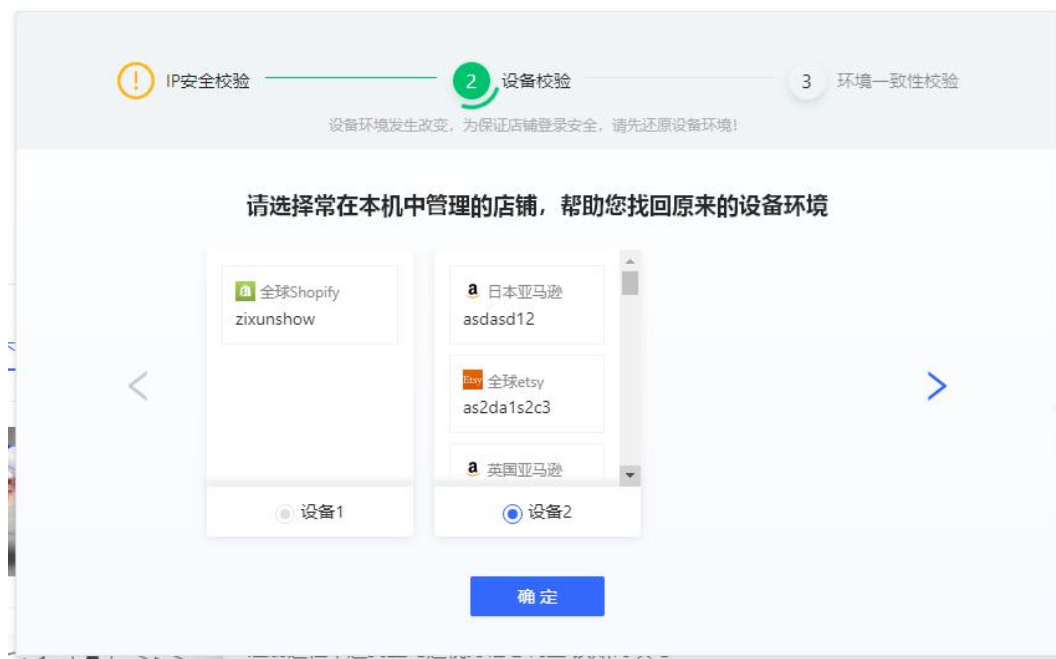 IP安全校验
2 设备校验
3 环境一致性校验
设备环境发生改变，为保证店铺登录安全，请先还原设备环境！
请选择常在本机中管理的店铺，帮助您找回原来的设备环境
全球Shopify
zixunshow
设备1
a 日本亚马逊
asdasd12
Etsy 全球etsy
as2da1s2c3
a 英国亚马逊
设备2
确定